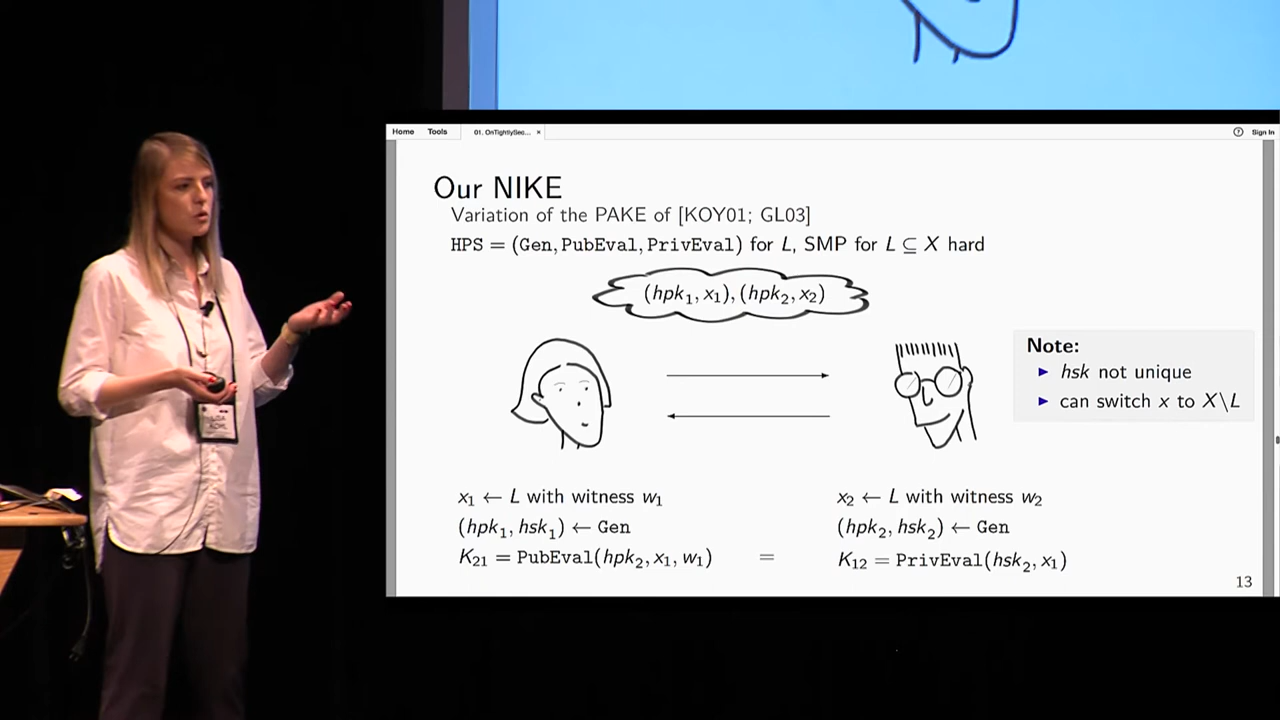 Home Tools 01. OnTightlySec... × Sign In
Our NIKE
Variation of the PAKE of [KOY01; GL03]
HPS = (Gen, PubEval, PrivEval) for L, SMP for L ⊆ X hard
(hpk₁, x₁), (hpk₂, x₂)
Note:
► hsk not unique
► can switch x to X\L
x₁ ← L with witness w₁
(hpk₁, hsk₁) ← Gen
K₂₁ = PubEval(hpk₂, x₁, w₁)
=
x₂ ← L with witness w₂
(hpk₂, hsk₂) ← Gen
K₁₂ = PrivEval(hsk₂, x₁)
13